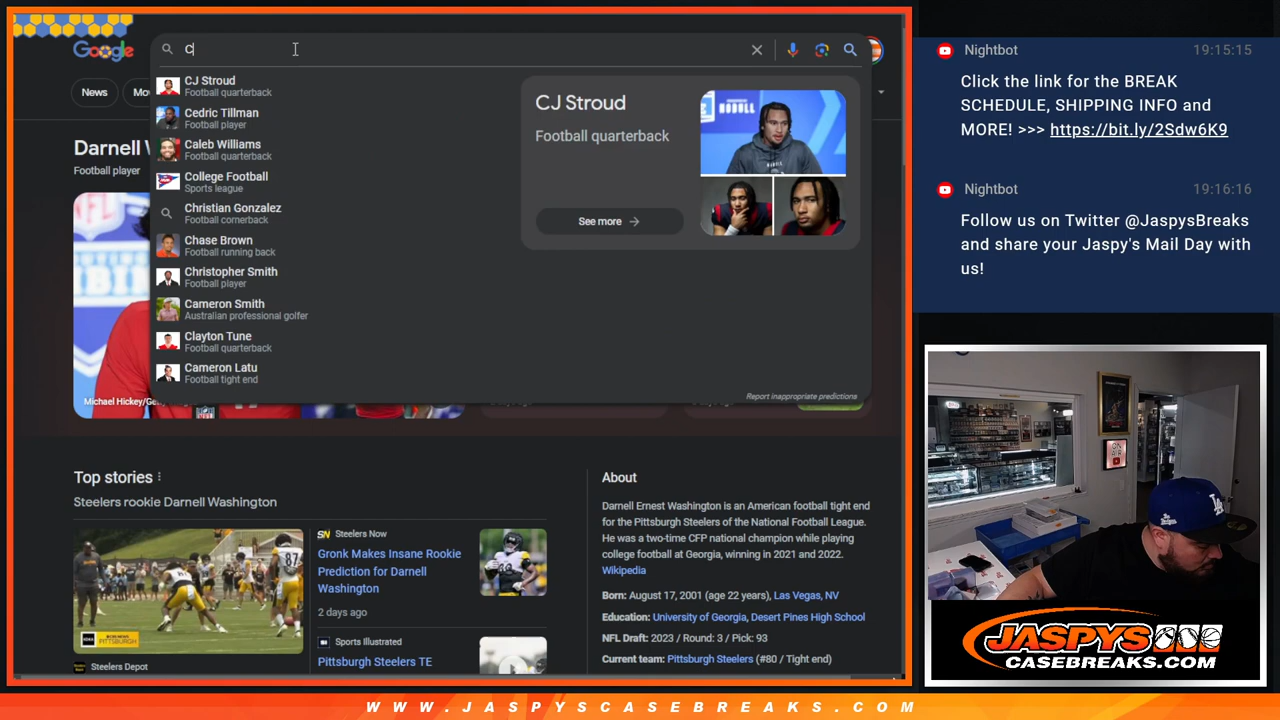 Google
C
News
Mo
CJ Stroud
Football quarterback
Cedric Tillman
Football player
Caleb Williams
Football quarterback
College Football
Sports league
Christian Gonzalez
Football cornerback
Chase Brown
Football running back
Christopher Smith
Football player
Cameron Smith
Australian professional golfer
Clayton Tune
Football quarterback
Cameron Latu
Football tight end
CJ Stroud
Football quarterback
See more →
Report inappropriate predictions
Darnell W
Football player
Michael Hickey/Ge
Top stories
Steelers rookie Darnell Washington
Steelers Now
Gronk Makes Insane Rookie
Prediction for Darnell
Washington
2 days ago
Sports Illustrated
Pittsburgh Steelers TE
Steelers Depot
About
Darnell Ernest Washington is an American football tight end
for the Pittsburgh Steelers of the National Football League.
He was a two-time CFP national champion while playing
college football at Georgia, winning in 2021 and 2022.
Wikipedia
Born: August 17, 2001 (age 22 years), Las Vegas, NV
Education: University of Georgia, Desert Pines High School
NFL Draft: 2023 / Round: 3 / Pick: 93
Current team: Pittsburgh Steelers (#80 / Tight end)
Nightbot 19:15:15
Click the link for the BREAK
SCHEDULE, SHIPPING INFO and
MORE! >>> https://bit.ly/2Sdw6K9
Nightbot 19:16:16
Follow us on Twitter @JaspysBreaks
and share your Jaspy's Mail Day with
us!
ON
AIR
LA
JASPYS
CASEBREAKS.COM
WWW.JASPYSCASEBREAKS.COM